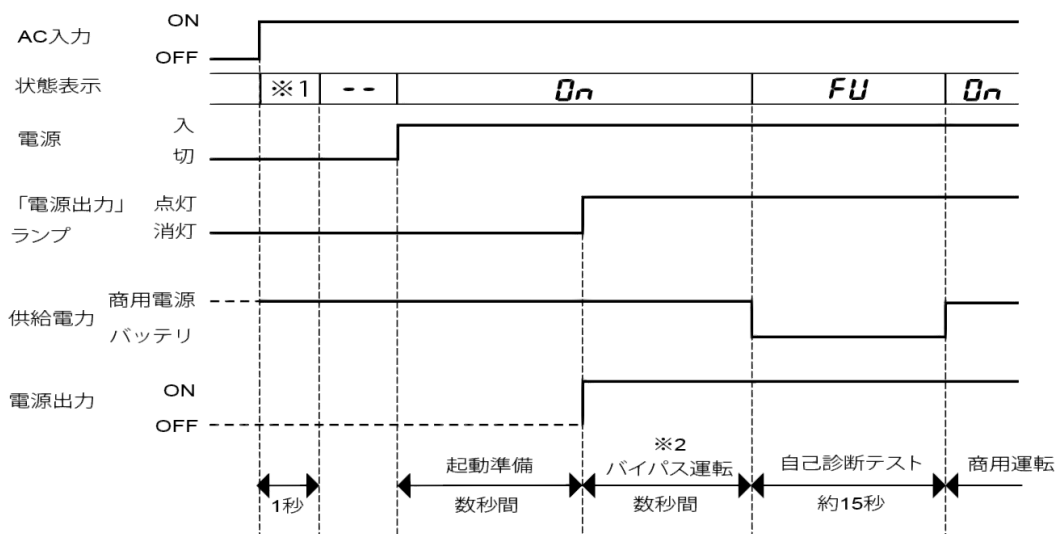 AC入力
ON
OFF
状態表示
※1
--
On
FU
On
電源
入
切
「電源出力」
ランプ
点灯
消灯
供給電力
商用電源
バッテリ
電源出力
ON
OFF
1秒
起動準備
数秒間
※2
バイパス運転
数秒間
自己診断テスト
約15秒
商用運転